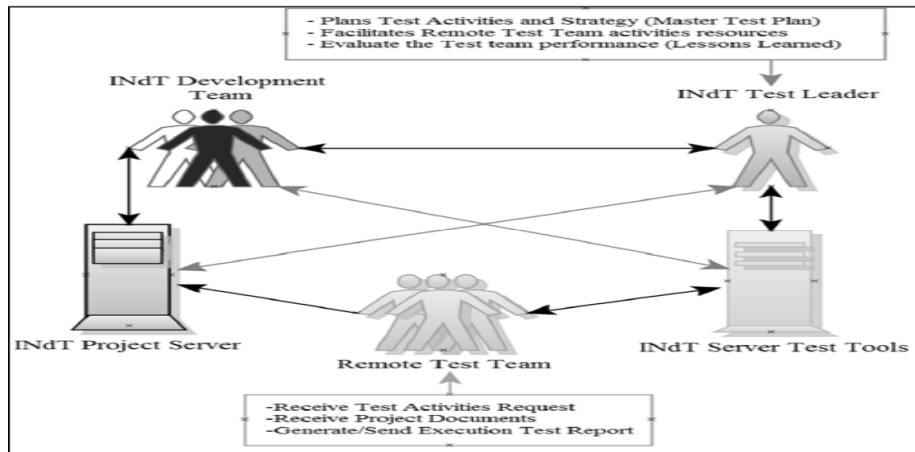 - Plans Test Activities and Strategy (Master Test Plan)
- Facilitates Remote Test Team activities resources
- Evaluate the Test team performance (Lessons Learned)
INdT Development
Team
INdT Test Leader
INdT Project Server
Remote Test Team
INdT Server Test Tools
-Receive Test Activities Request
-Receive Project Documents
-Generate/Send Execution Test Report